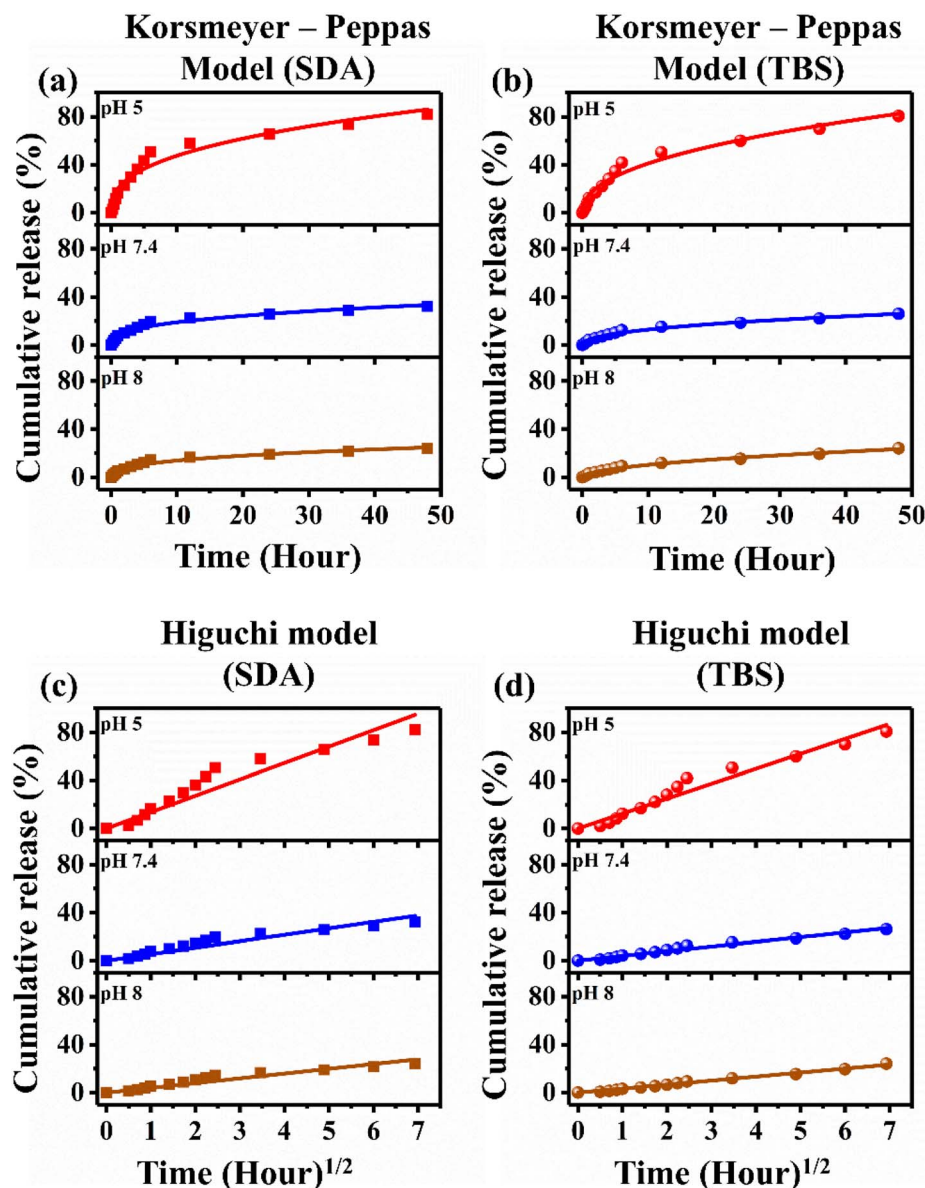 Korsmeyer – Peppas
Model (SDA)
(a)
pH 5
80
40
0
pH 7.4
80
40
0
pH 8
80
40
0
Cumulative release (%)
0 10 20 30 40 50
Time (Hour)
Korsmeyer – Peppas
Model (TBS)
(b)
pH 5
80
40
0
pH 7.4
80
40
0
pH 8
80
40
0
Cumulative release (%)
0 10 20 30 40 50
Time (Hour)
Higuchi model
(SDA)
(c)
pH 5
80
40
0
pH 7.4
80
40
0
pH 8
80
40
0
Cumulative release (%)
0 1 2 3 4 5 6 7
Time (Hour)1/2
Higuchi model
(TBS)
(d)
pH 5
80
40
0
pH 7.4
80
40
0
pH 8
80
40
0
Cumulative release (%)
0 1 2 3 4 5 6 7
Time (Hour)1/2